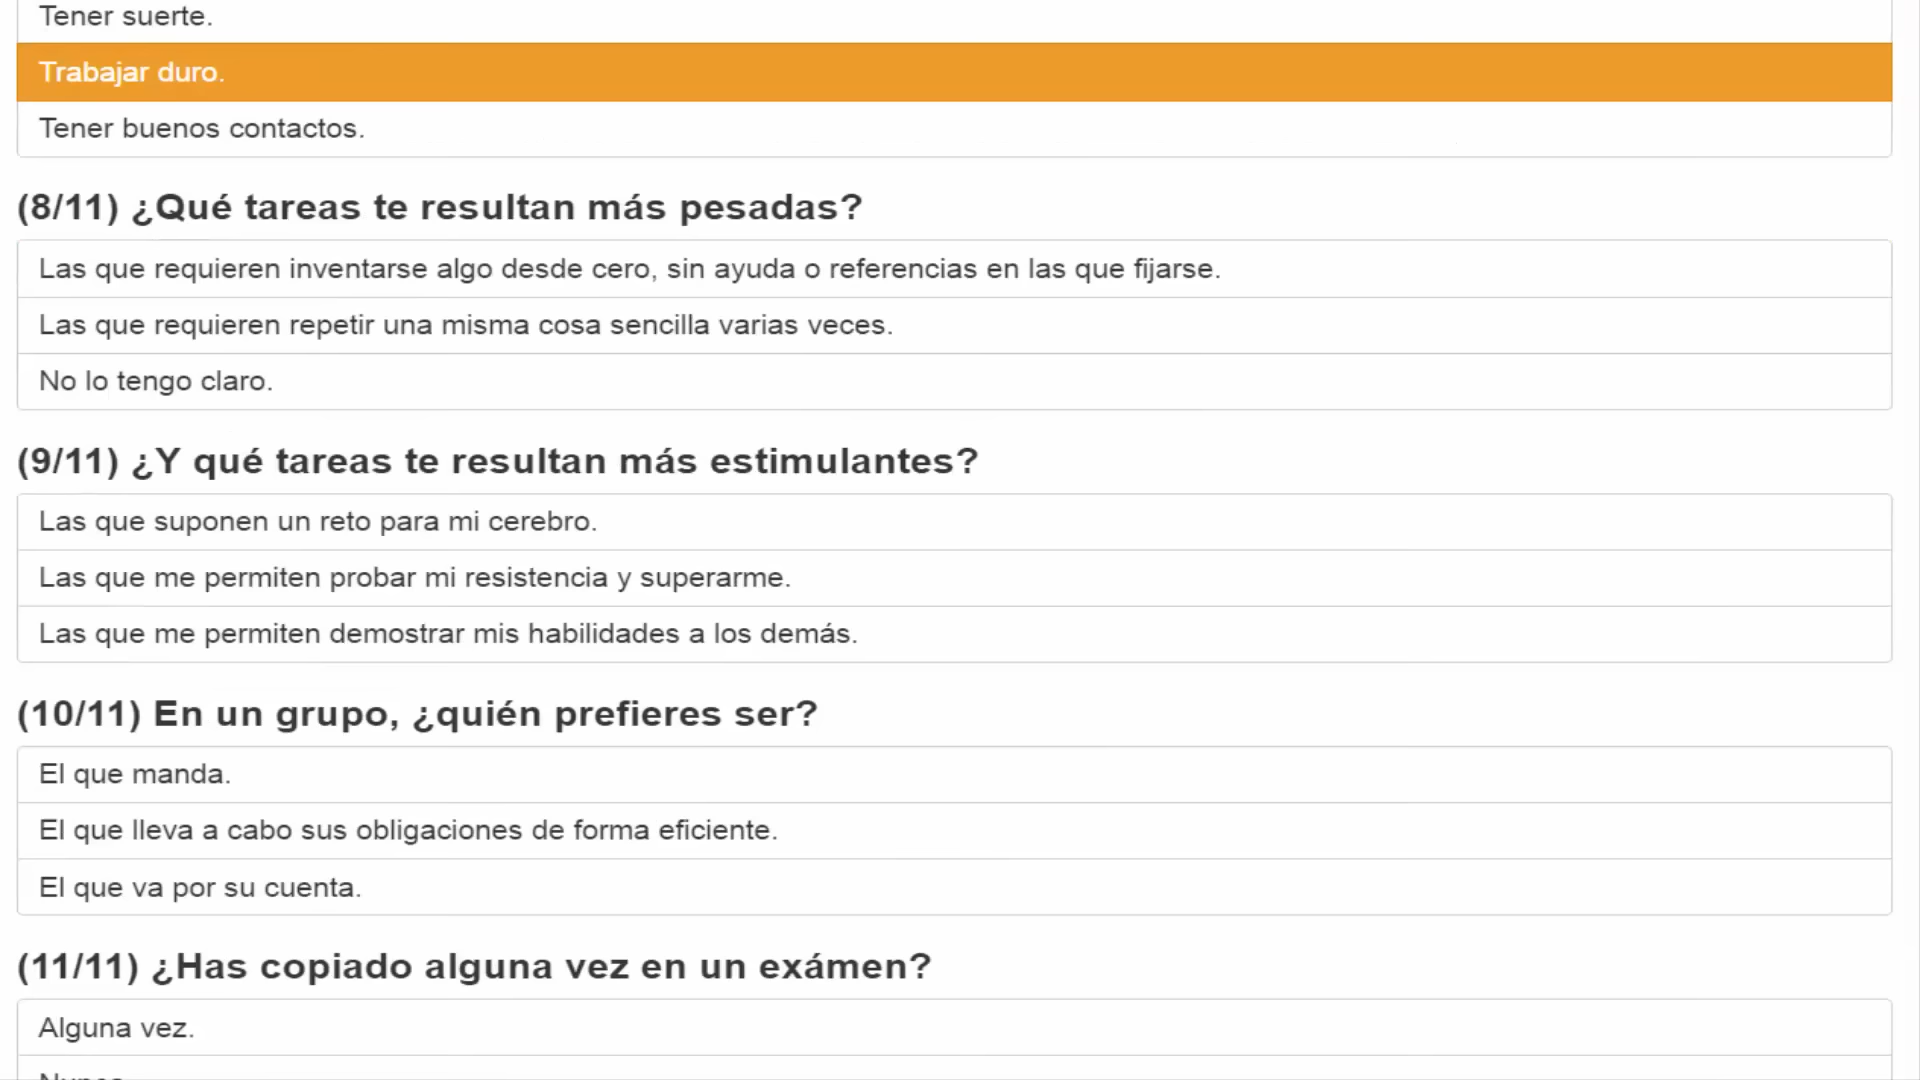 Tener suerte.
Trabajar duro.
Tener buenos contactos.
(8/11) ¿Qué tareas te resultan más pesadas?
Las que requieren inventarse algo desde cero, sin ayuda o referencias en las que fijarse.
Las que requieren repetir una misma cosa sencilla varias veces.
No lo tengo claro.
(9/11) ¿Y qué tareas te resultan más estimulantes?
Las que suponen un reto para mi cerebro.
Las que me permiten probar mi resistencia y superarme.
Las que me permiten demostrar mis habilidades a los demás.
(10/11) En un grupo, ¿quién prefieres ser?
El que manda.
El que lleva a cabo sus obligaciones de forma eficiente.
El que va por su cuenta.
(11/11) ¿Has copiado alguna vez en un exámen?
Alguna vez.